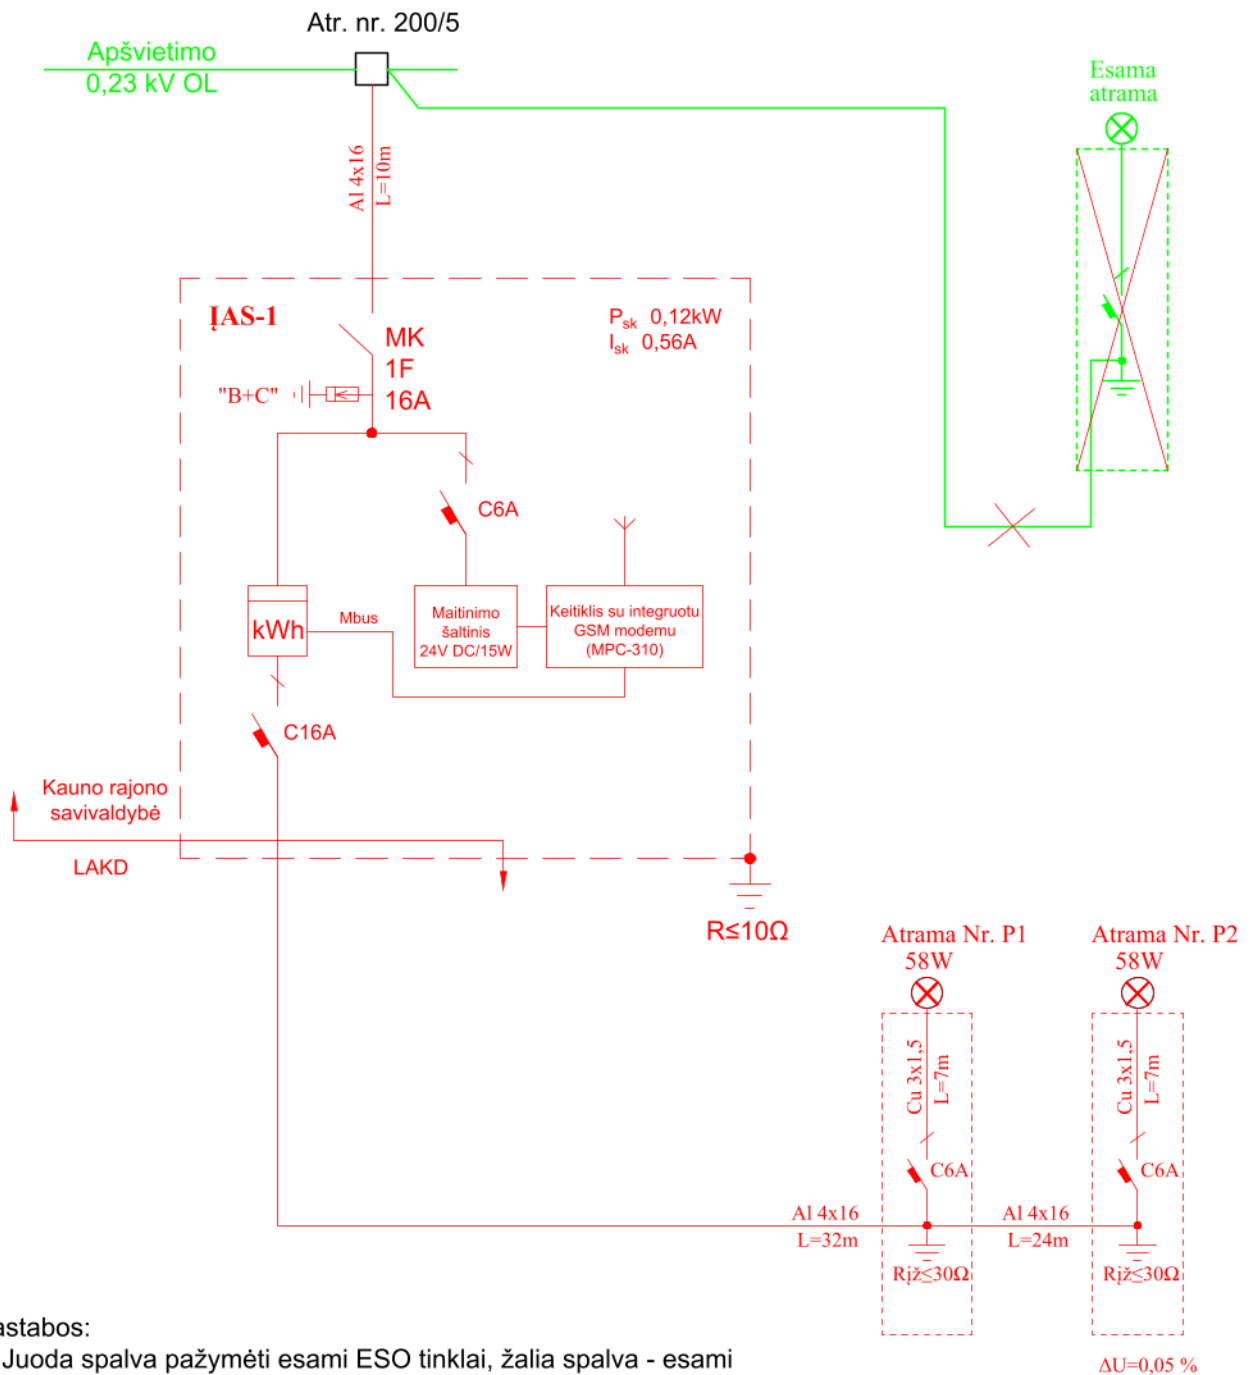 Atr. nr. 200/5
Apšvietimo
0,23 kV OL
Esama
atrama
Al 4x16
L=10m
ĮAS-1
MK
1F
16A
"B+C"
Psk 0,12kW
Isk 0,56A
C6A
kWh
Mbus
Maitinimo
šaltinis
24V DC/15W
Keitiklis su integruotu
GSM modemu
(MPC-310)
C16A
Kauno rajono
savivaldybė
LAKD
R≤10Ω
Atrama Nr. P1
58W
Cu 3x1,5
L=7m
C6A
Atrama Nr. P2
58W
Cu 3x1,5
L=7m
C6A
Al 4x16
L=32m
Al 4x16
L=24m
Rįž≤30Ω
Rįž≤30Ω
astabos:
Juoda spalva pažymėti esami ESO tinklai, žalia spalva - esami
ΔU=0,05 %